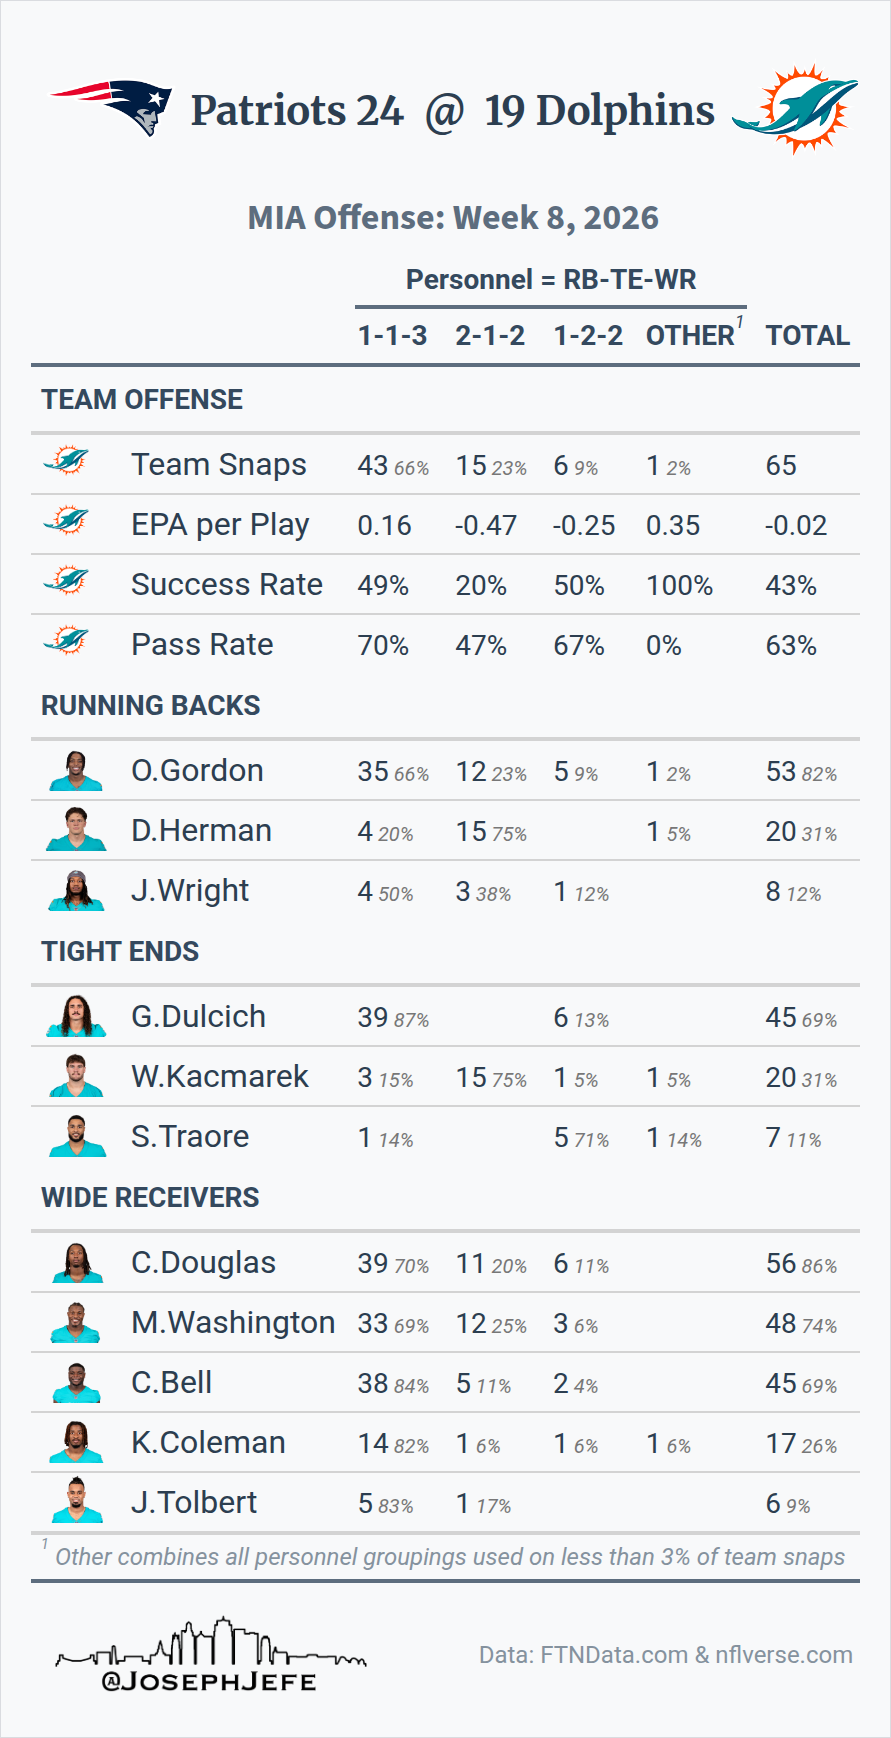 Patriots 24 @ 19 Dolphins
MIA Offense: Week 8, 2026
Personnel = RB-TE-WR
1-1-3 2-1-2 1-2-2 OTHER1 TOTAL
TEAM OFFENSE
Team Snaps 43 66% 15 23% 6 9% 1 2% 65
EPA per Play 0.16 -0.47 -0.25 0.35 -0.02
Success Rate 49% 20% 50% 100% 43%
Pass Rate 70% 47% 67% 0% 63%
RUNNING BACKS
O.Gordon 35 66% 12 23% 5 9% 1 2% 53 82%
D.Herman 4 20% 15 75% 1 5% 20 31%
J.Wright 4 50% 3 38% 1 12% 8 12%
TIGHT ENDS
G.Dulcich 39 87% 6 13% 45 69%
W.Kacmarek 3 15% 15 75% 1 5% 1 5% 20 31%
S.Traore 1 14% 5 71% 1 14% 7 11%
WIDE RECEIVERS
C.Douglas 39 70% 11 20% 6 11% 56 86%
M.Washington 33 69% 12 25% 3 6% 48 74%
C.Bell 38 84% 5 11% 2 4% 45 69%
K.Coleman 14 82% 1 6% 1 6% 1 6% 17 26%
J.Tolbert 5 83% 1 17% 6 9%
1 Other combines all personnel groupings used on less than 3% of team snaps
@JosephJefe
Data: FTNData.com & nflverse.com